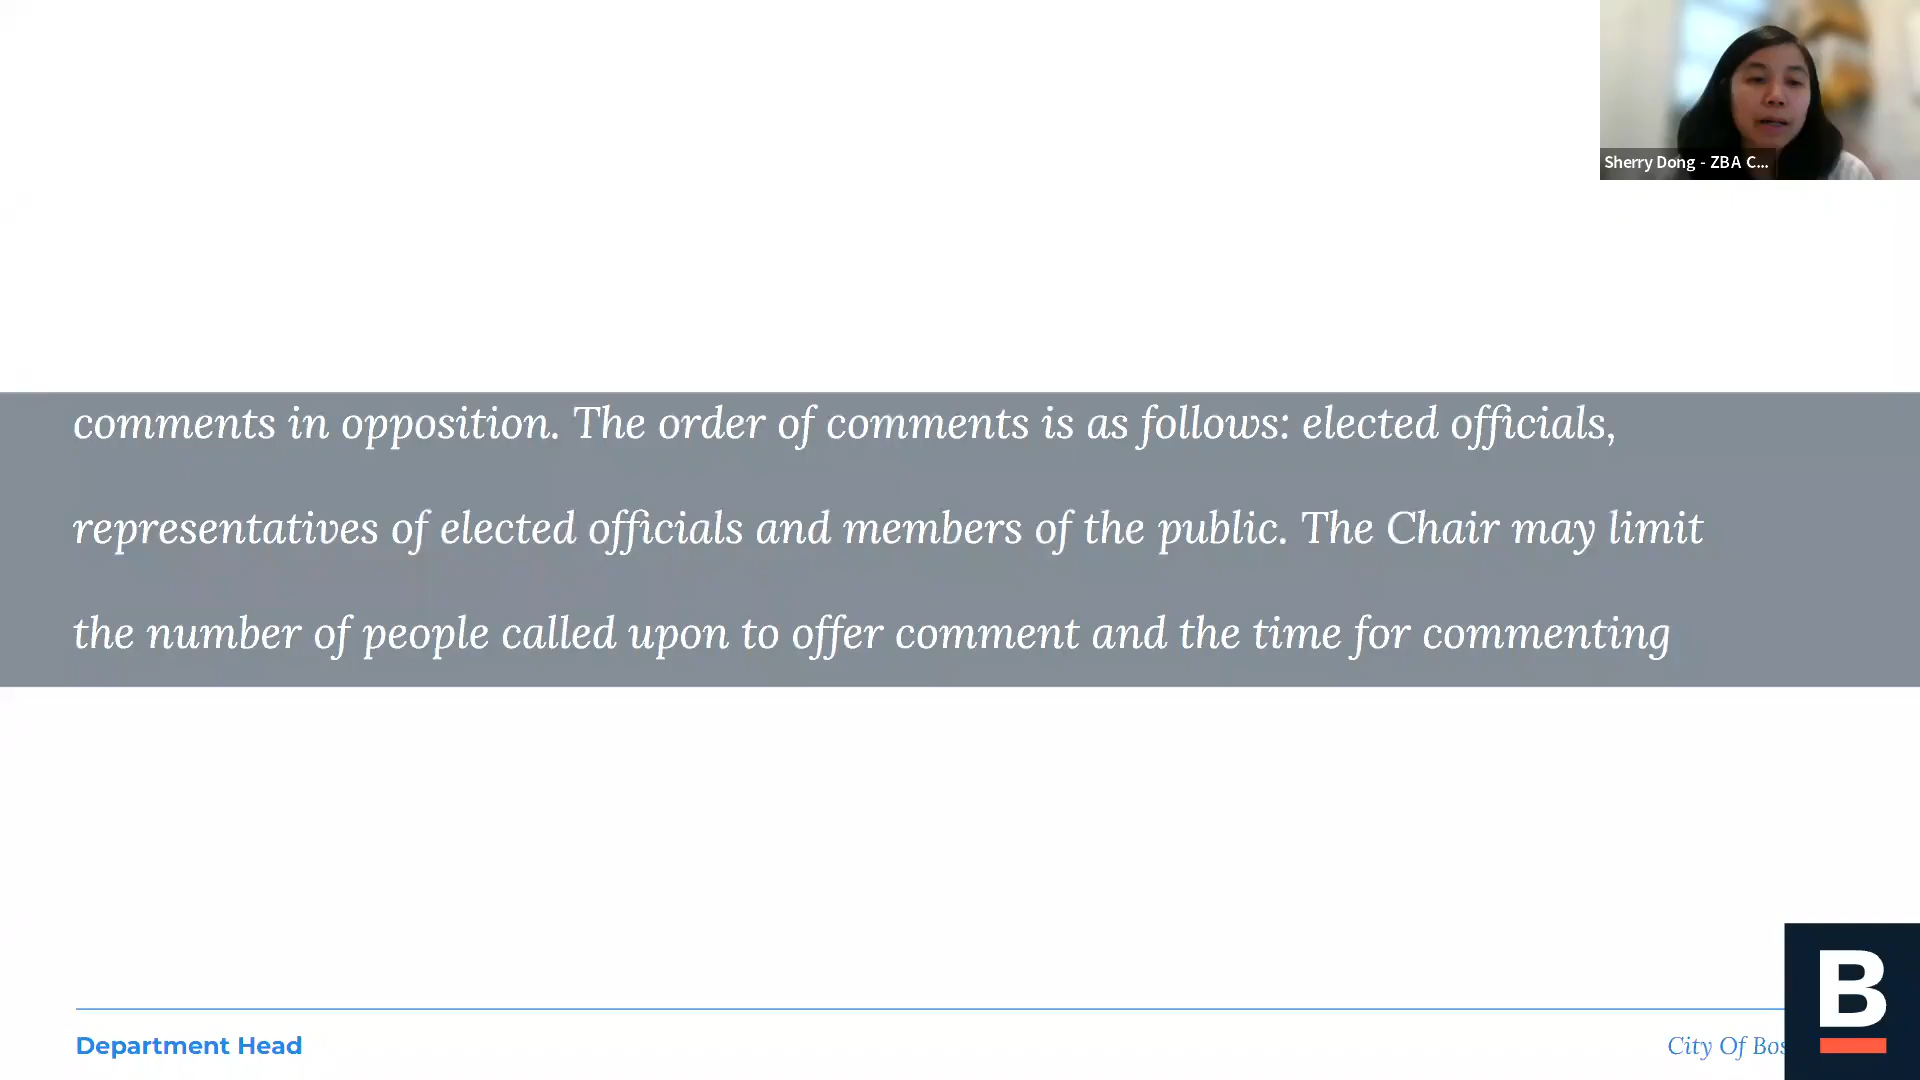 Sherry Dong - ZBA C...
comments in opposition. The order of comments is as follows: elected officials,
representatives of elected officials and members of the public. The Chair may limit
the number of people called upon to offer comment and the time for commenting
Department Head
City Of Bos
B